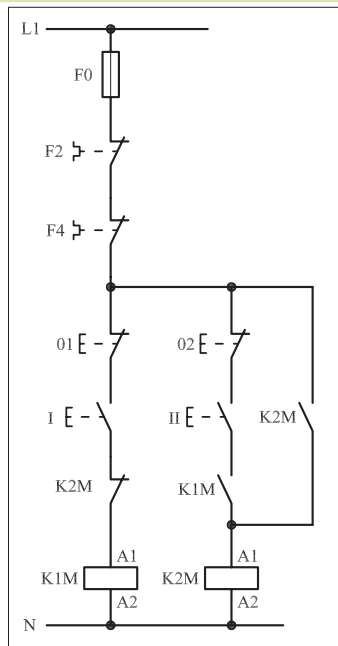 L1
F0
F2
F4
01 02
I II K2M
K2M K1M
A1 A1
K1M K2M
A2 A2
N